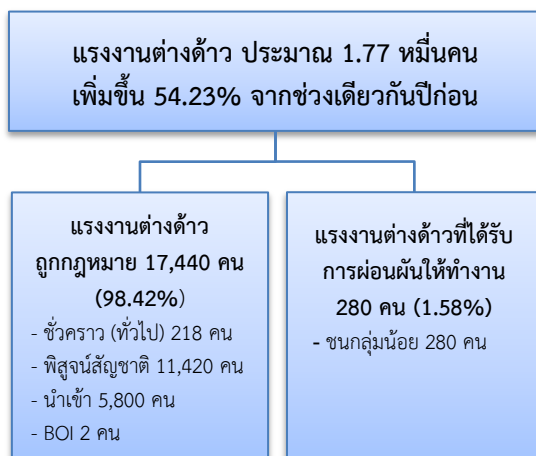 แรงงานต่างด้าว ประมาณ 1.77 หมื่นคน
เพิ่มขึ้น 54.23% จากช่วงเดียวกันปีก่อน
แรงงานต่างด้าว
ถูกกฎหมาย 17,440 คน
(98.42%)
- ชั่วคราว (ทั่วไป) 218 คน
- พิสูจน์สัญชาติ 11,420 คน
- นำเข้า 5,800 คน
- BOI 2 คน
แรงงานต่างด้าวที่ได้รับ
การผ่อนผันให้ทำงาน
280 คน (1.58%)
- ชนกลุ่มน้อย 280 คน